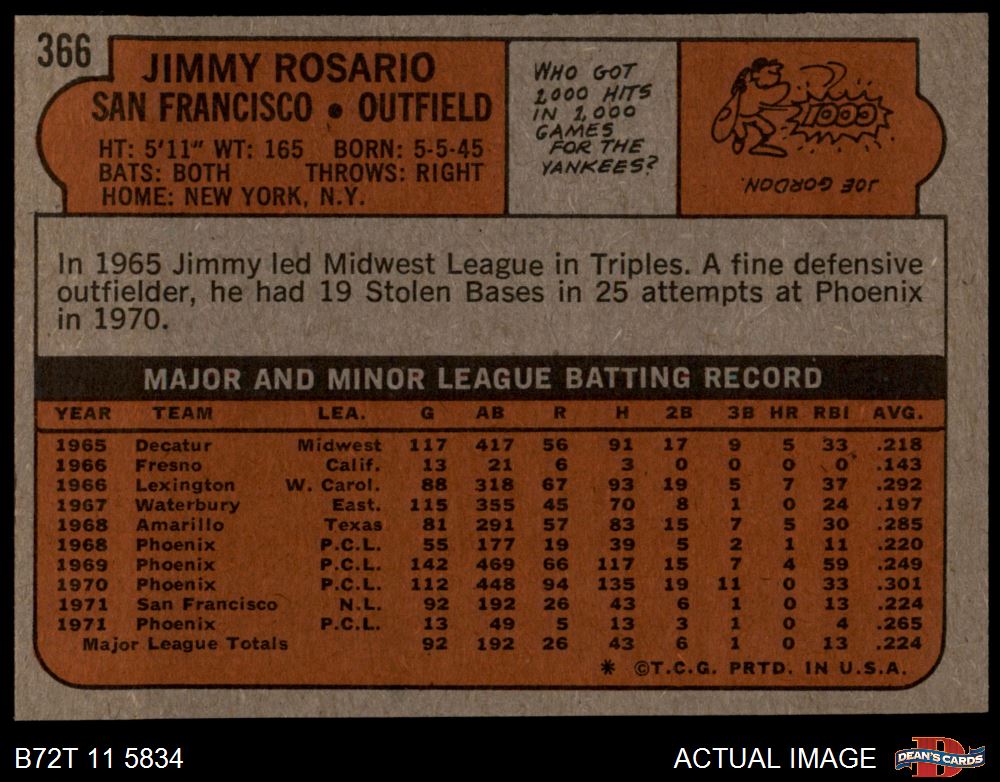 366
JIMMY ROSARIO
SAN FRANCISCO • OUTFIELD
HT: 5'11" WT: 165 BORN: 5-5-45
BATS: BOTH THROWS: RIGHT
HOME: NEW YORK, N.Y.
WHO GOT
1000 HITS
IN 1,000
GAMES
FOR THE
YANKEES?
1000
JOE GORDON.
In 1965 Jimmy led Midwest League in Triples. A fine defensive
outfielder, he had 19 Stolen Bases in 25 attempts at Phoenix
in 1970.
MAJOR AND MINOR LEAGUE BATTING RECORD
YEAR TEAM LEA. G AB R H 2B 3B HR RBI AVG.
1965 Decatur Midwest 117 417 56 91 17 9 5 33 .218
1966 Fresno Calif. 13 21 6 3 0 0 0 0 .143
1966 Lexington W. Carol. 88 318 67 93 19 5 7 37 .292
1967 Waterbury East. 115 355 45 70 8 1 0 24 .197
1968 Amarillo Texas 81 291 57 83 15 7 5 30 .285
1968 Phoenix P.C.L. 55 177 19 39 5 2 1 11 .220
1969 Phoenix P.C.L. 142 469 66 117 15 7 4 59 .249
1970 Phoenix P.C.L. 112 448 94 135 19 11 0 33 .301
1971 San Francisco N.L. 92 192 26 43 6 1 0 13 .224
1971 Phoenix P.C.L. 13 49 5 13 3 1 0 4 .265
Major League Totals 92 192 26 43 6 1 0 13 .224
* ©T.C.G. PRTD. IN U.S.A.
B72T 11 5834
ACTUAL IMAGE
D
DEAN'S CARDS